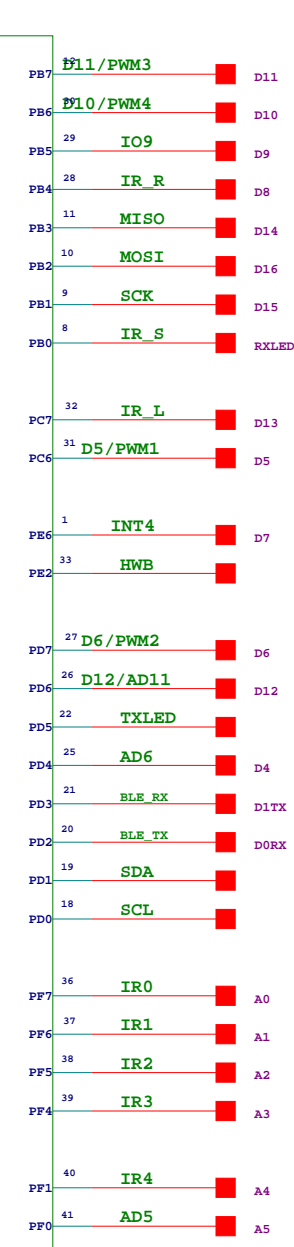 PB7 12 D11/PWM3 D11
PB6 30 D10/PWM4 D10
PB5 29 IO9 D9
PB4 28 IR_R D8
PB3 11 MISO D14
PB2 10 MOSI D16
PB1 9 SCK D15
PB0 8 IR_S RXLED
PC7 32 IR_L D13
PC6 31 D5/PWM1 D5
PE6 1 INT4 D7
PE2 33 HWB
PD7 27 D6/PWM2 D6
PD6 26 D12/AD11 D12
PD5 22 TXLED
PD4 25 AD6 D4
PD3 21 BLE_RX D1TX
PD2 20 BLE_TX D0RX
PD1 19 SDA
PD0 18 SCL
PF7 36 IR0 A0
PF6 37 IR1 A1
PF5 38 IR2 A2
PF4 39 IR3 A3
PF1 40 IR4 A4
PF0 41 AD5 A5